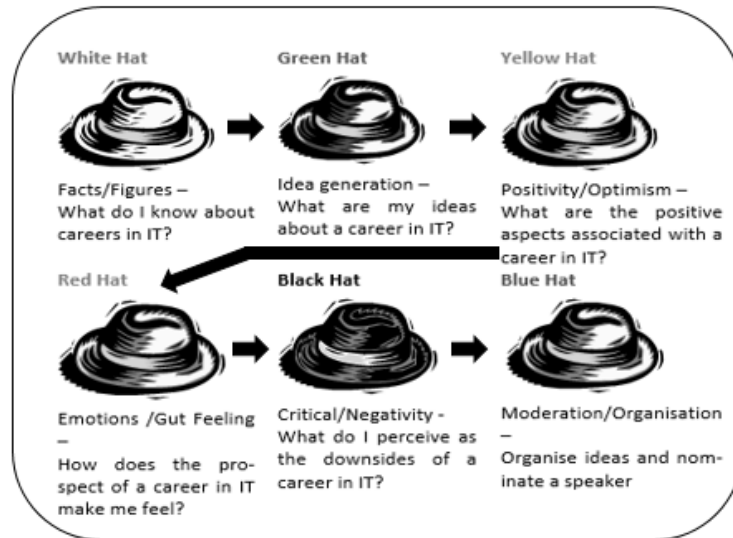 White Hat
Facts/Figures –
What do I know about
careers in IT?
Green Hat
Idea generation –
What are my ideas
about a career in IT?
Yellow Hat
Positivity/Optimism –
What are the positive
aspects associated with a
career in IT?
Red Hat
Emotions /Gut Feeling
–
How does the pro-
spect of a career in IT
make me feel?
Black Hat
Critical/Negativity -
What do I perceive as
the downsides of a
career in IT?
Blue Hat
Moderation/Organisation
–
Organise ideas and nom-
inate a speaker